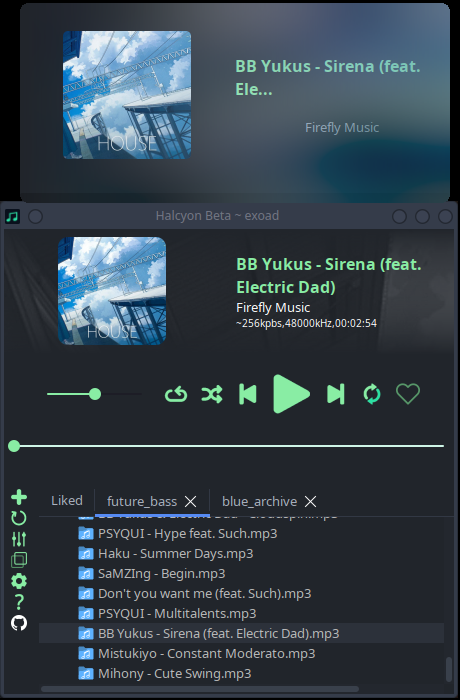 BB Yukus - Sirena (feat.
Ele...
Firefly Music
HOUSE
Halcyon Beta ~ exoad
BB Yukus - Sirena (feat.
Electric Dad)
Firefly Music
~256kpbs,48000kHz,00:02:54
HOUSE
Liked future_bass blue_archive
PSYQUI - Hype feat. Such.mp3
Haku - Summer Days.mp3
SaMZIng - Begin.mp3
Don't you want me (feat. Such).mp3
PSYQUI - Multitalents.mp3
BB Yukus - Sirena (feat. Electric Dad).mp3
Mistukiyo - Constant Moderato.mp3
Mihony - Cute Swing.mp3